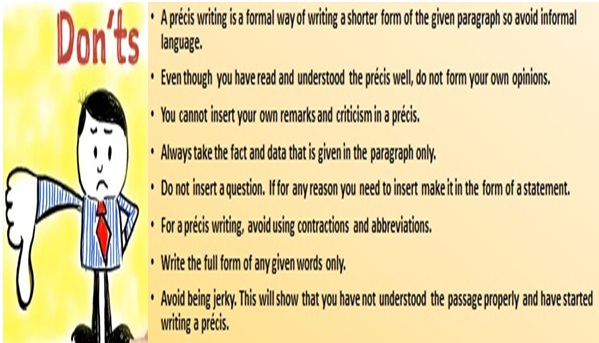 Don'ts
• A précis writing is a formal way of writing a shorter form of the given paragraph so avoid informal
language.
• Even though you have read and understood the précis well, do not form your own opinions.
• You cannot insert your own remarks and criticism in a précis.
• Always take the fact and data that is given in the paragraph only.
• Do not insert a question. If for any reason you need to insert make it in the form of a statement.
• For a précis writing, avoid using contractions and abbreviations.
• Write the full form of any given words only.
• Avoid being jerky. This will show that you have not understood the passage properly and have started
writing a précis.